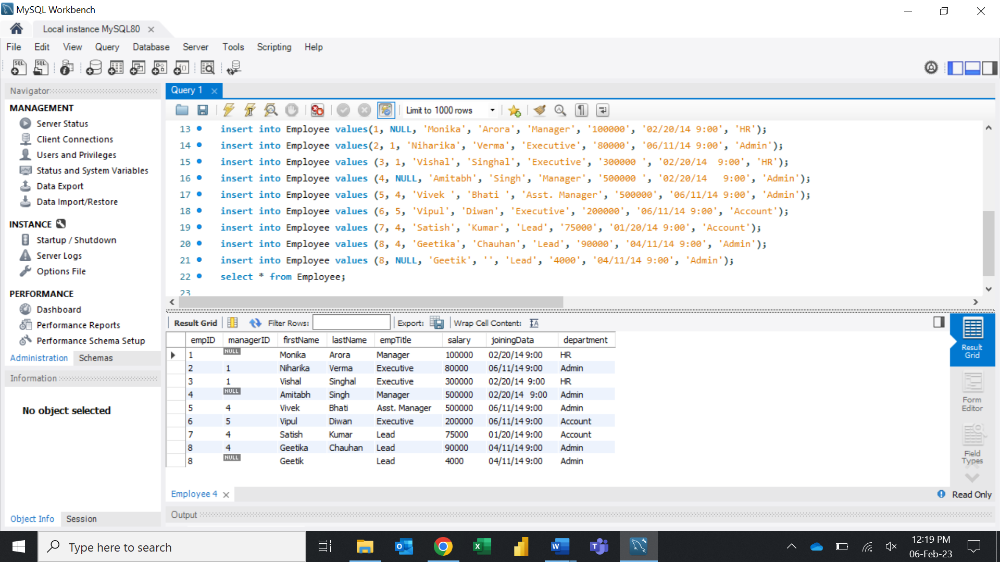 MySQL Workbench
Local instance MySQL80
File Edit View Query Database Server Tools Scripting Help
Navigator
MANAGEMENT
Server Status
Client Connections
Users and Privileges
Status and System Variables
Data Export
Data Import/Restore
INSTANCE
Startup / Shutdown
Server Logs
Options File
PERFORMANCE
Dashboard
Performance Reports
Performance Schema Setup
Administration Schemas
Information
No object selected
Object Info Session
Query 1
Limit to 1000 rows
13 insert into Employee values(1, NULL, 'Monika', 'Arora', 'Manager', '100000', '02/20/14 9:00', 'HR');
14 insert into Employee values(2, 1, 'Niharika', 'Verma', 'Executive', '80000', '06/11/14 9:00', 'Admin');
15 insert into Employee values (3, 1, 'Vishal', 'Singhal', 'Executive', '300000 ', '02/20/14  9:00', 'HR');
16 insert into Employee values (4, NULL, 'Amitabh', 'Singh', 'Manager', '500000 ', '02/20/14   9:00', 'Admin');
17 insert into Employee values (5, 4, 'Vivek ', 'Bhati ', 'Asst. Manager', '500000', '06/11/14 9:00', 'Admin');
18 insert into Employee values (6, 5, 'Vipul', 'Diwan', 'Executive', '200000', '06/11/14 9:00', 'Account');
19 insert into Employee values (7, 4, 'Satish', 'Kumar', 'Lead', '75000', '01/20/14 9:00', 'Account');
20 insert into Employee values (8, 4, 'Geetika', 'Chauhan', 'Lead', '90000', '04/11/14 9:00', 'Admin');
21 insert into Employee values (8, NULL, 'Geetik', '', 'Lead', '4000', '04/11/14 9:00', 'Admin');
22 select * from Employee;
23
Result Grid Filter Rows: Export: Wrap Cell Content:
empID managerID firstName lastName empTitle salary joiningData department
1 NULL Monika Arora Manager 100000 02/20/14 9:00 HR
2 1 Niharika Verma Executive 80000 06/11/14 9:00 Admin
3 1 Vishal Singhal Executive 300000 02/20/14  9:00 HR
4 NULL Amitabh Singh Manager 500000 02/20/14   9:00 Admin
5 4 Vivek Bhati Asst. Manager 500000 06/11/14 9:00 Admin
6 5 Vipul Diwan Executive 200000 06/11/14 9:00 Account
7 4 Satish Kumar Lead 75000 01/20/14 9:00 Account
8 4 Geetika Chauhan Lead 90000 04/11/14 9:00 Admin
8 NULL Geetik Lead 4000 04/11/14 9:00 Admin
Result
Grid
Form
Editor
Field
Types
Employee 4
Read Only
Output
Type here to search
12:19 PM
06-Feb-23